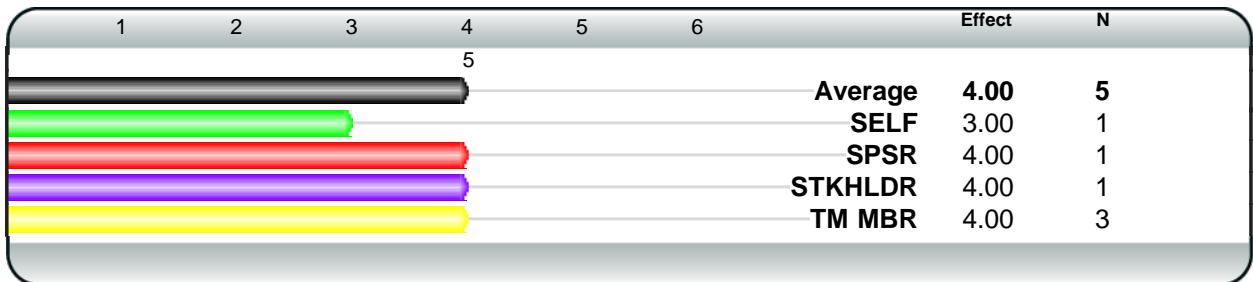 1 2 3 4 5 6 Effect N
5
Average 4.00 5
SELF 3.00 1
SPSR 4.00 1
STKHLDR 4.00 1
TM MBR 4.00 3